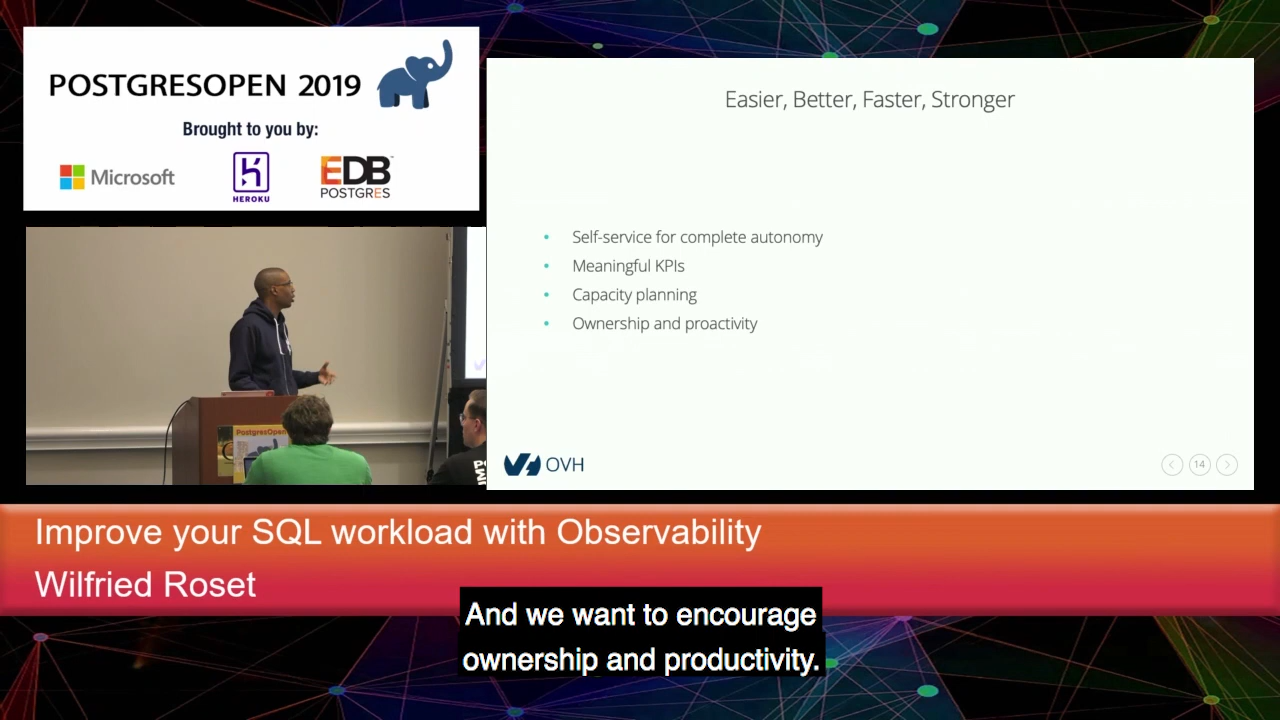 POSTGRESOPEN 2019
Brought to you by:
Microsoft
HEROKU
EDB
POSTGRES
Easier, Better, Faster, Stronger
• Self-service for complete autonomy
• Meaningful KPIs
• Capacity planning
• Ownership and proactivity
OVH
14
PostgresOpen
Improve your SQL workload with Observability
Wilfried Roset
And we want to encourage
ownership and productivity.